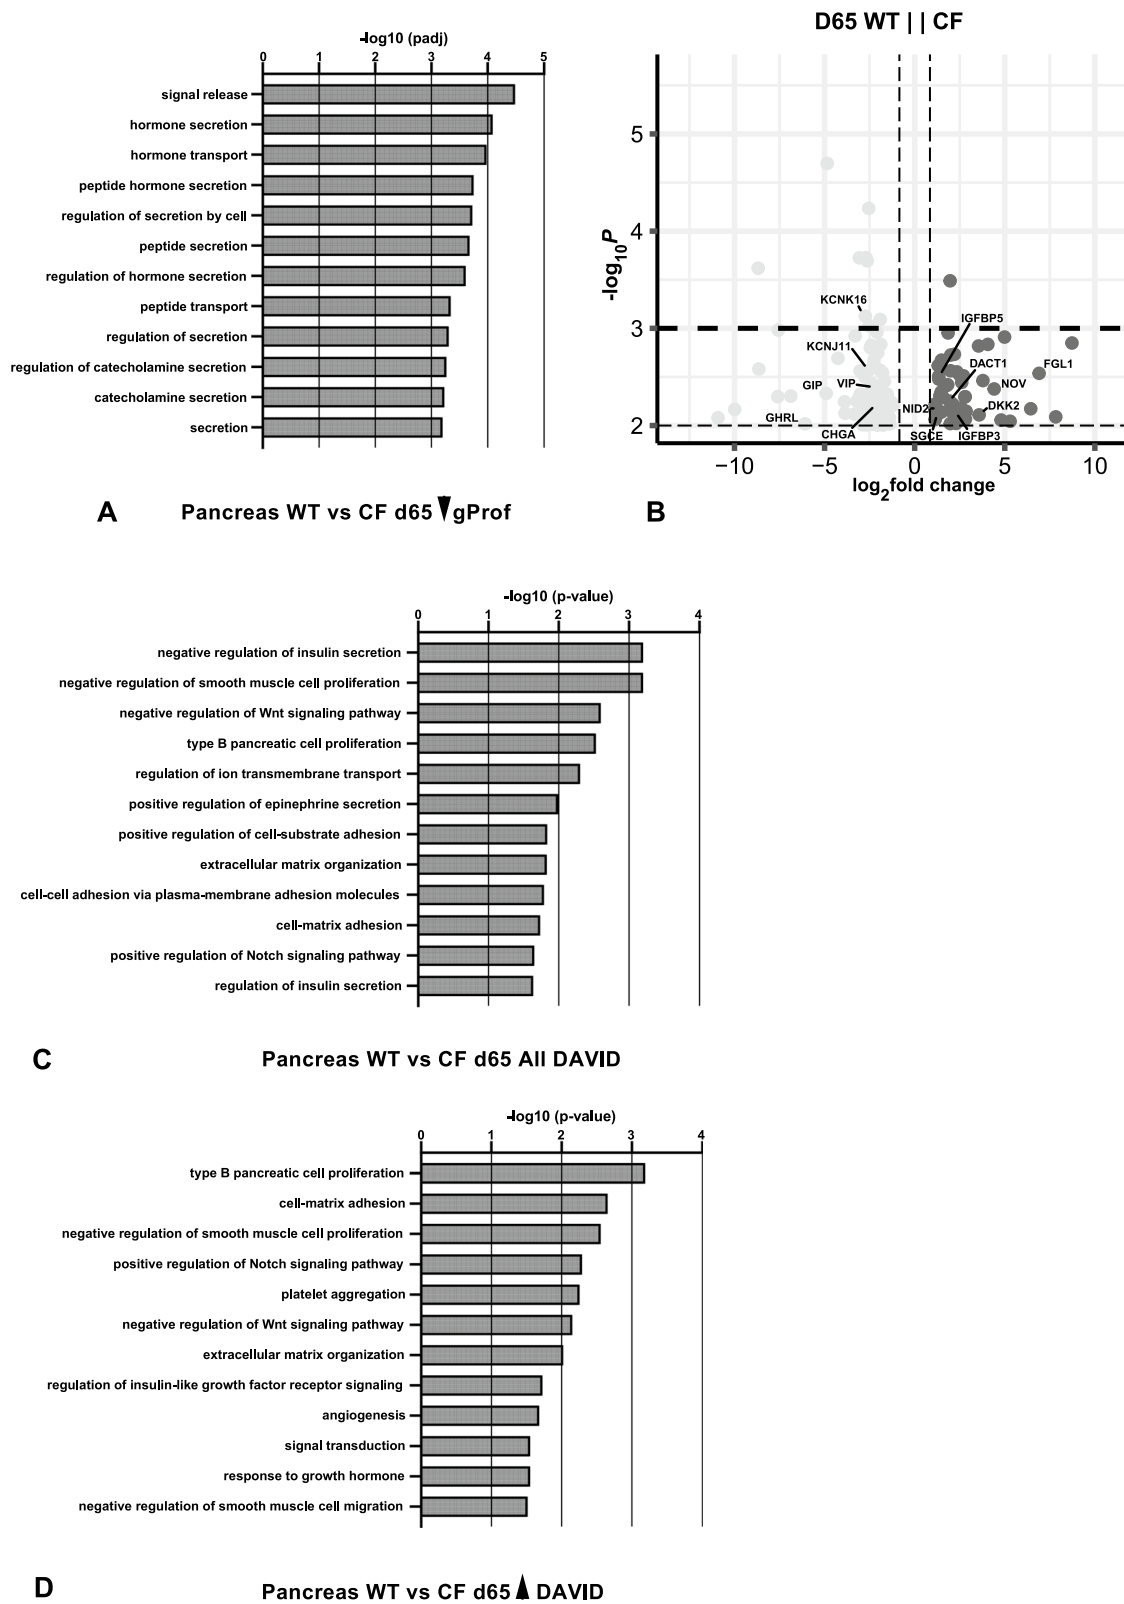 -log10 (padj)
0 1 2 3 4 5
signal release
hormone secretion
hormone transport
peptide hormone secretion
regulation of secretion by cell
peptide secretion
regulation of hormone secretion
peptide transport
regulation of secretion
regulation of catecholamine secretion
catecholamine secretion
secretion
A Pancreas WT vs CF d65 ▼ gProf
D65 WT | | CF
-log10P
5
4
3
2
KCNK16
IGFBP5
KCNJ11
DACT1
FGL1
GIP
VIP
NOV
GHRL
NID2
DKK2
CHGA
SGCE
IGFBP3
−10 −5 0 5 10
log2fold change
B
-log10 (p-value)
0 1 2 3 4
negative regulation of insulin secretion
negative regulation of smooth muscle cell proliferation
negative regulation of Wnt signaling pathway
type B pancreatic cell proliferation
regulation of ion transmembrane transport
positive regulation of epinephrine secretion
positive regulation of cell-substrate adhesion
extracellular matrix organization
cell-cell adhesion via plasma-membrane adhesion molecules
cell-matrix adhesion
positive regulation of Notch signaling pathway
regulation of insulin secretion
C Pancreas WT vs CF d65 All DAVID
-log10 (p-value)
0 1 2 3 4
type B pancreatic cell proliferation
cell-matrix adhesion
negative regulation of smooth muscle cell proliferation
positive regulation of Notch signaling pathway
platelet aggregation
negative regulation of Wnt signaling pathway
extracellular matrix organization
regulation of insulin-like growth factor receptor signaling
angiogenesis
signal transduction
response to growth hormone
negative regulation of smooth muscle cell migration
D Pancreas WT vs CF d65 ▲ DAVID